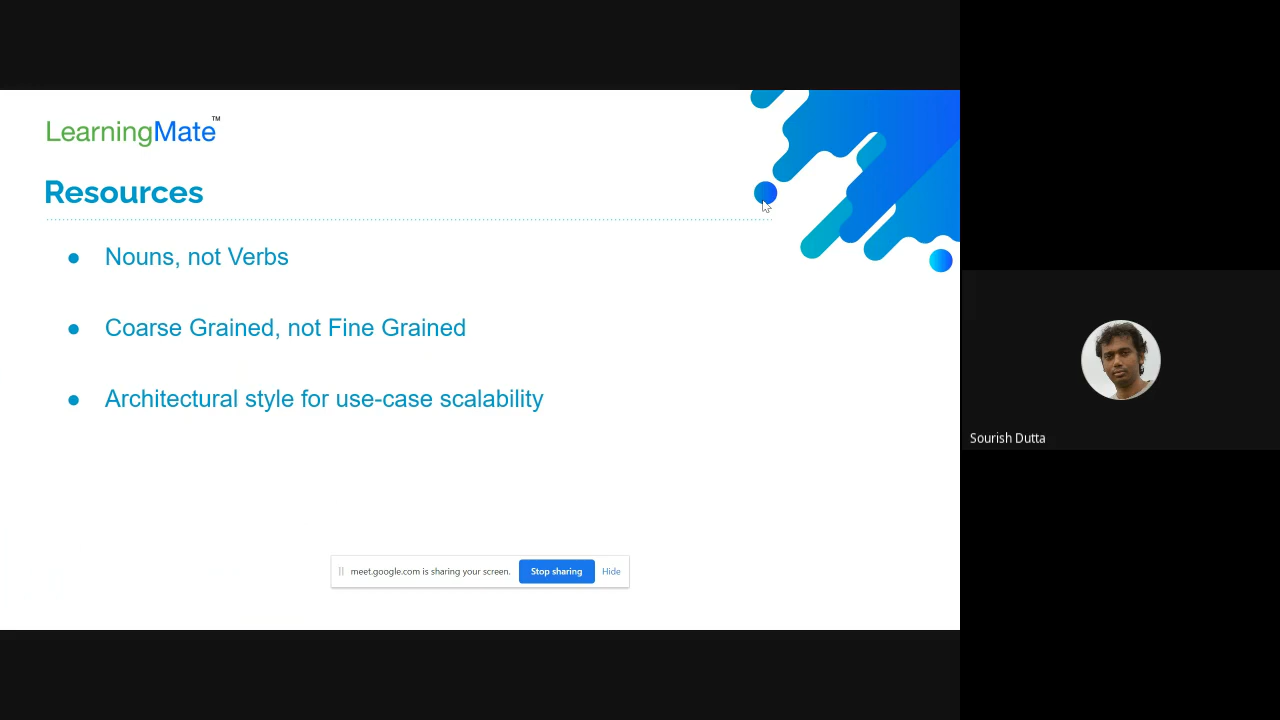 LearningMate™
Resources
● Nouns, not Verbs
● Coarse Grained, not Fine Grained
● Architectural style for use-case scalability
meet.google.com is sharing your screen. Stop sharing Hide
Sourish Dutta